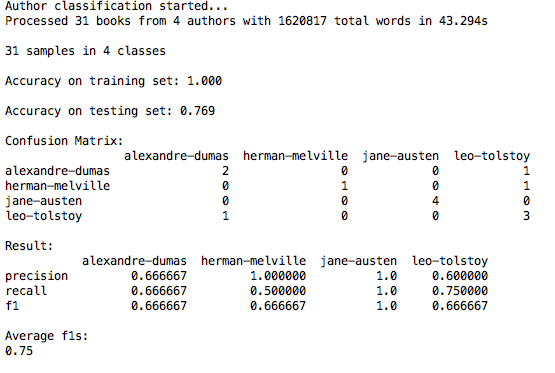 Author classification started...
Processed 31 books from 4 authors with 1620817 total words in 43.294s
31 samples in 4 classes
Accuracy on training set: 1.000
Accuracy on testing set: 0.769
Confusion Matrix:
alexandre-dumas herman-melville jane-austen leo-tolstoy
alexandre-dumas 2 0 0 1
herman-melville 0 1 0 1
jane-austen 0 0 4 0
leo-tolstoy 1 0 0 3
Result:
alexandre-dumas herman-melville jane-austen leo-tolstoy
precision 0.666667 1.000000 1.0 0.600000
recall 0.666667 0.500000 1.0 0.750000
f1 0.666667 0.666667 1.0 0.666667
Average f1s:
0.75